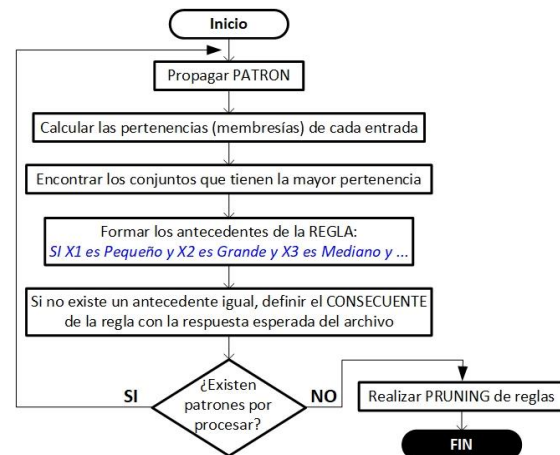 Inicio
Propagar PATRON
Calcular las pertenencias (membresías) de cada entrada
Encontrar los conjuntos que tienen la mayor pertenencia
Formar los antecedentes de la REGLA:
SI X1 es Pequeño y X2 es Grande y X3 es Mediano y ...
Si no existe un antecedente igual, definir el CONSECUENTE
de la regla con la respuesta esperada del archivo
SI
¿Existen
patrones por
procesar?
NO
Realizar PRUNING de reglas
FIN